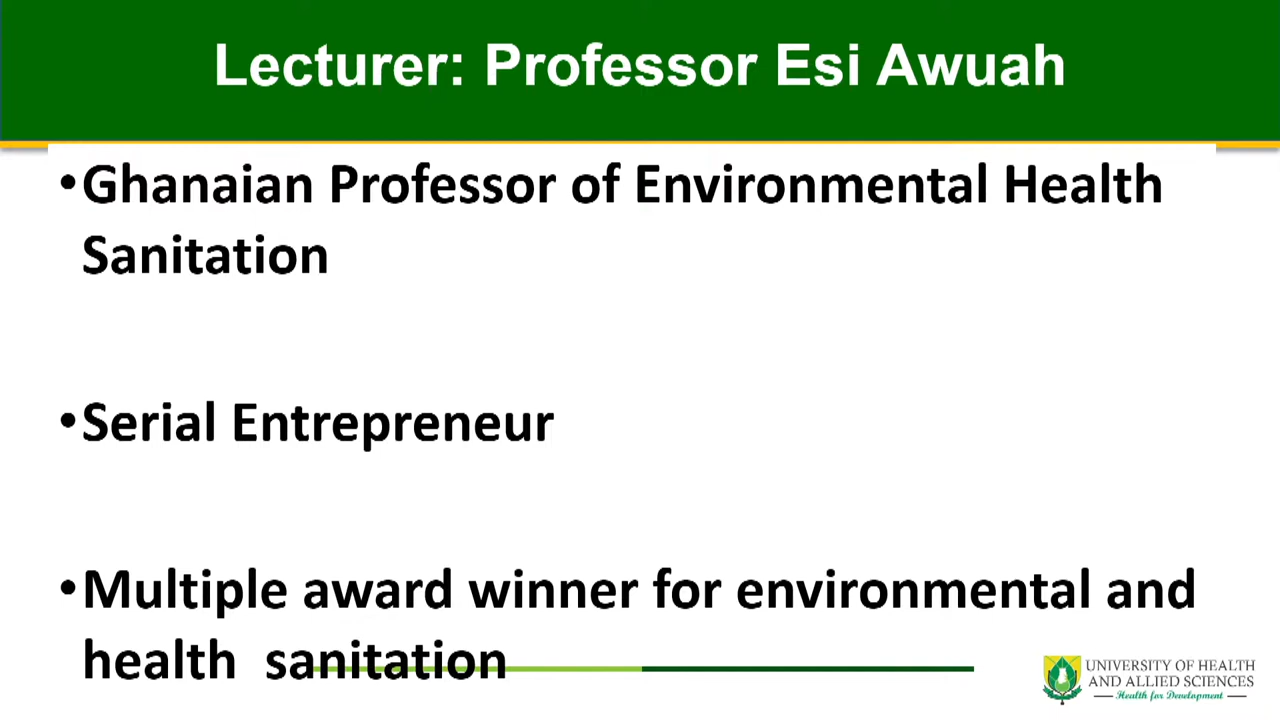 Lecturer: Professor Esi Awuah
•Ghanaian Professor of Environmental Health
Sanitation
•Serial Entrepreneur
•Multiple award winner for environmental and
health sanitation
UNIVERSITY OF HEALTH
AND ALLIED SCIENCES
Health for Development